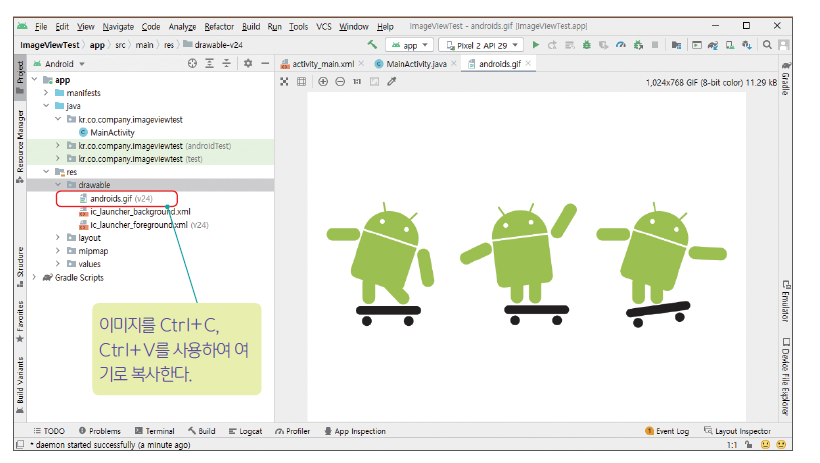 File Edit View Navigate Code Analyze Refactor Build Run Tools VCS Window Help ImageViewTest - androids.gif [ImageViewTest.app]
ImageViewTest app src main res drawable-v24 app Pixel 2 API 29
Project
Android
activity_main.xml MainActivity.java androids.gif
app
manifests
java
kr.co.company.imageviewtest
MainActivity
kr.co.company.imageviewtest (androidTest)
kr.co.company.imageviewtest (test)
res
drawable
androids.gif (v24)
ic_launcher_background.xml
ic_launcher_foreground.xml (v24)
layout
mipmap
values
Gradle Scripts
1:1
1,024x768 GIF (8-bit color) 11.29 kB
Resource Manager
Structure
Favorites
Build Variants
이미지를 Ctrl+C,
Ctrl+V를 사용하여 여
기로 복사한다.
Gradle
Emulator
Device File Explorer
TODO Problems Terminal Build Logcat Profiler App Inspection
1 Event Log Layout Inspector
* daemon started successfully (a minute ago)
1:1